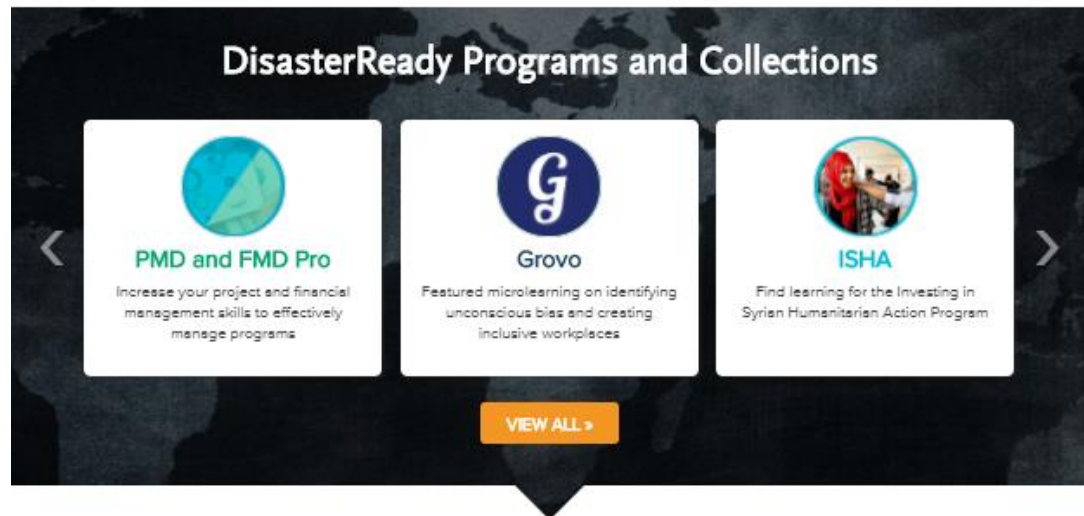 DisasterReady Programs and Collections
PMD and FMD Pro
Increase your project and financial
management skills to effectively
manage programs
G
Grovo
Featured microlearning on identifying
unconscious bias and creating
inclusive workplaces
ISHA
Find learning for the Investing in
Syrian Humanitarian Action Program
VIEW ALL »